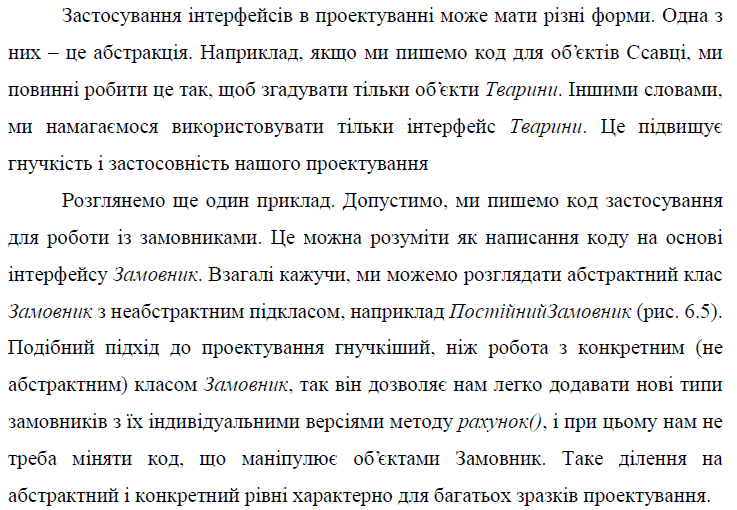 Застосування інтерфейсів в проектуванні може мати різні форми. Одна з
них – це абстракція. Наприклад, якщо ми пишемо код для об’єктів Ссавці, ми
повинні робити це так, щоб згадувати тільки об’єкти Тварини. Іншими словами,
ми намагаємося використовувати тільки інтерфейс Тварини. Це підвищує
гнучкість і застосовність нашого проектування
Розглянемо ще один приклад. Допустимо, ми пишемо код застосування
для роботи із замовниками. Це можна розуміти як написання коду на основі
інтерфейсу Замовник. Взагалі кажучи, ми можемо розглядати абстрактний клас
Замовник з неабстрактним підкласом, наприклад ПостійнийЗамовник (рис. 6.5).
Подібний підхід до проектування гнучкіший, ніж робота з конкретним (не
абстрактним) класом Замовник, так він дозволяє нам легко додавати нові типи
замовників з їх індивідуальними версіями методу рахунок(), і при цьому нам не
треба міняти код, що маніпулює об’єктами Замовник. Таке ділення на
абстрактний і конкретний рівні характерно для багатьох зразків проектування.